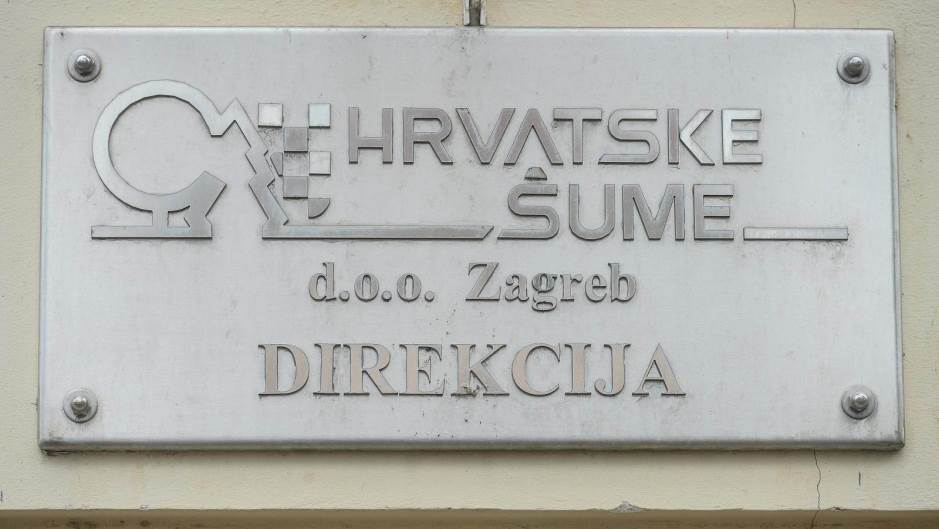 HRVATSKE
ŠUME
d.o.o. Zagreb
DIREKCIJA